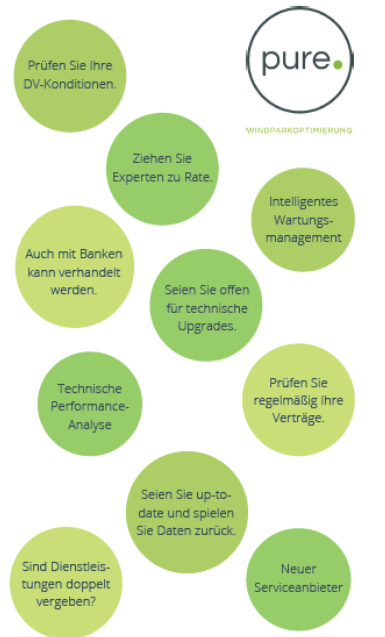 pure.
WINDPARKOPTIMIERUNG
Prüfen Sie Ihre
DV-Konditionen.
Ziehen Sie
Experten zu Rate.
Intelligentes
Wartungs-
management
Auch mit Banken
kann verhandelt
werden.
Seien Sie offen
für technische
Upgrades.
Technische
Performance-
Analyse
Prüfen Sie
regelmäßig Ihre
Verträge.
Seien Sie up-to-
date und spielen
Sie Daten zurück.
Sind Dienstleis-
tungen doppelt
vergeben?
Neuer
Serviceanbieter